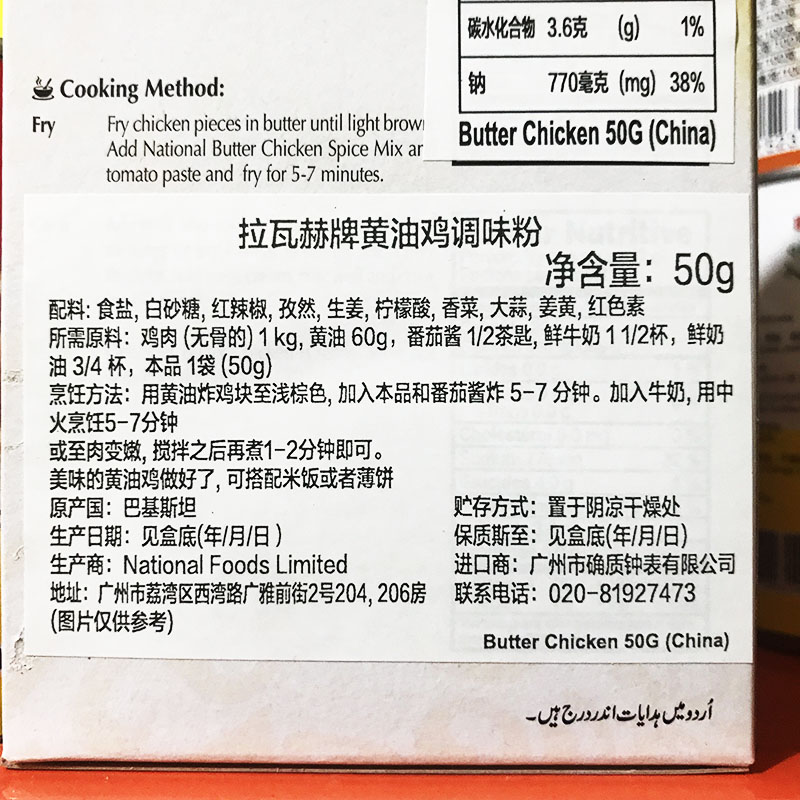 碳水化合物 3.6克 (g) 1%
钠 770毫克 (mg) 38%
Butter Chicken 50G (China)
Cooking Method:
Fry Fry chicken pieces in butter until light brown
Add National Butter Chicken Spice Mix
tomato paste and fry for 5-7 minutes.
拉瓦赫牌黄油鸡调味粉
净含量：50g
配料: 食盐, 白砂糖, 红辣椒, 孜然, 生姜, 柠檬酸, 香菜, 大蒜, 姜黄, 红色素
所需原料：鸡肉 (无骨的) 1 kg, 黄油 60g，番茄酱 1/2茶匙, 鲜牛奶 1 1/2杯，鲜奶
油 3/4 杯，本品 1袋 (50g)
烹饪方法：用黄油炸鸡块至浅棕色, 加入本品和番茄酱炸 5-7 分钟。加入牛奶, 用中
火烹饪5-7分钟
或至肉变嫩, 搅拌之后再煮1-2分钟即可。
美味的黄油鸡做好了, 可搭配米饭或者薄饼
原产国：巴基斯坦
生产日期：见盒底(年/月/日 )
生产商：National Foods Limited
地址：广州市荔湾区西湾路广雅前街2号204, 206房
(图片仅供参考)
贮存方式：置于阴凉干燥处
保质斯至：见盒底(年/月/日)
进口商：广州市确质钟表有限公司
联系电话：020-81927473
Butter Chicken 50G (China)
اُردو میں ہدایات اندر درج ہیں۔